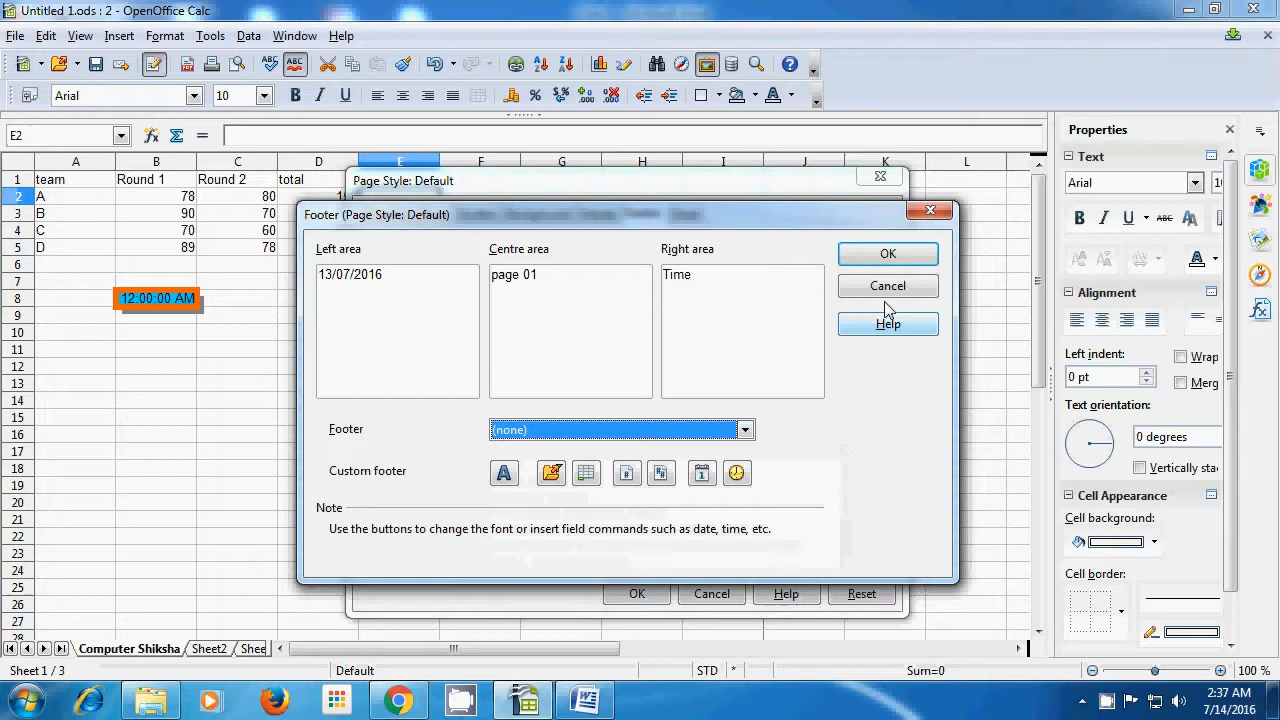 Untitled 1.ods : 2 - OpenOffice Calc
File Edit View Insert Format Tools Data Window Help
Arial 10
E2
Properties
Text
Arial
A B C D E F G H I J K L
1 team Round 1 Round 2 total
2 A 78 80
3 B 90 70
4 C 70 60
5 D 89 78
6
7
8 12:00:00 AM
9
10
11
12
13
14
15
16
17
18
19
20
21
22
23
24
25
26
27
28
Page Style: Default
Footer (Page Style: Default)
Left area Centre area Right area
13/07/2016 page 01 Time
OK
Cancel
Help
Footer (none)
Custom footer
Note
Use the buttons to change the font or insert field commands such as date, time, etc.
OK Cancel Help Reset
Alignment
Left indent: Wrap
0 pt Merg
Text orientation:
0 degrees
Vertically sta
Cell Appearance
Cell background:
Cell border:
Computer Shiksha Sheet2 Shee
Sheet 1 / 3 Default STD * Sum=0 100 %
2:37 AM
7/14/2016